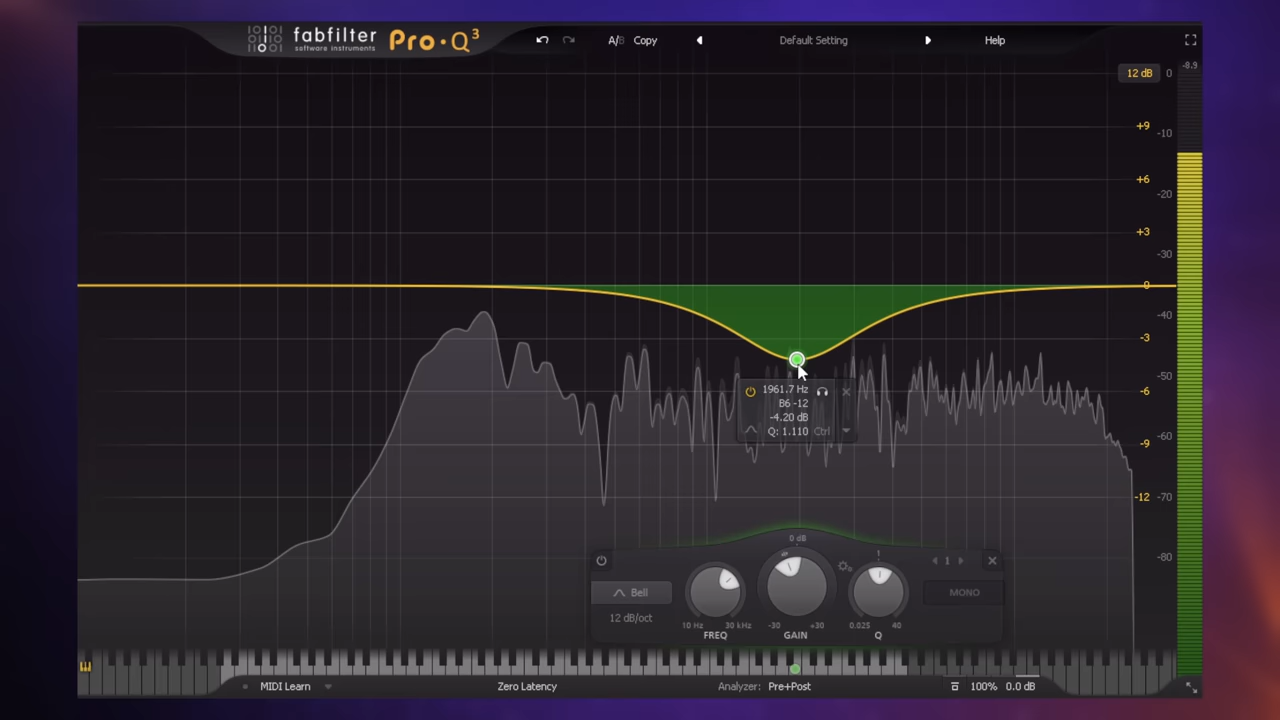 fabfilter
software instruments
Pro·Q³
A/B Copy
Default Setting
Help
12 dB
0
-8.9
+9
-10
+6
-20
+3
-30
0
-40
-3
-50
-6
-60
-9
-12
-70
-80
1961.7 Hz
B6 -12
-4.20 dB
Q: 1.110 Ctrl
0 dB
1
Bell
MONO
12 dB/oct
10 Hz 30 kHz
FREQ
-30 +30
GAIN
0.025 40
Q
MIDI Learn
Zero Latency
Analyzer: Pre+Post
100% 0.0 dB